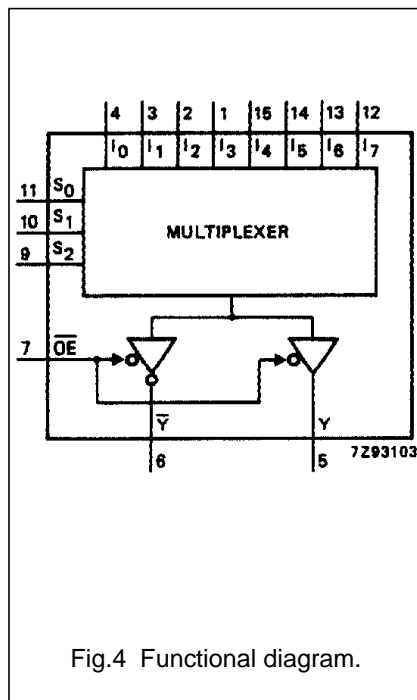 4 3 2 1 15 14 13 12
I0 I1 I2 I3 I4 I5 I6 I7
11 S0
10 S1
9 S2
MULTIPLEXER
7 OE
Y Y
6 5
7Z93103
Fig.4 Functional diagram.